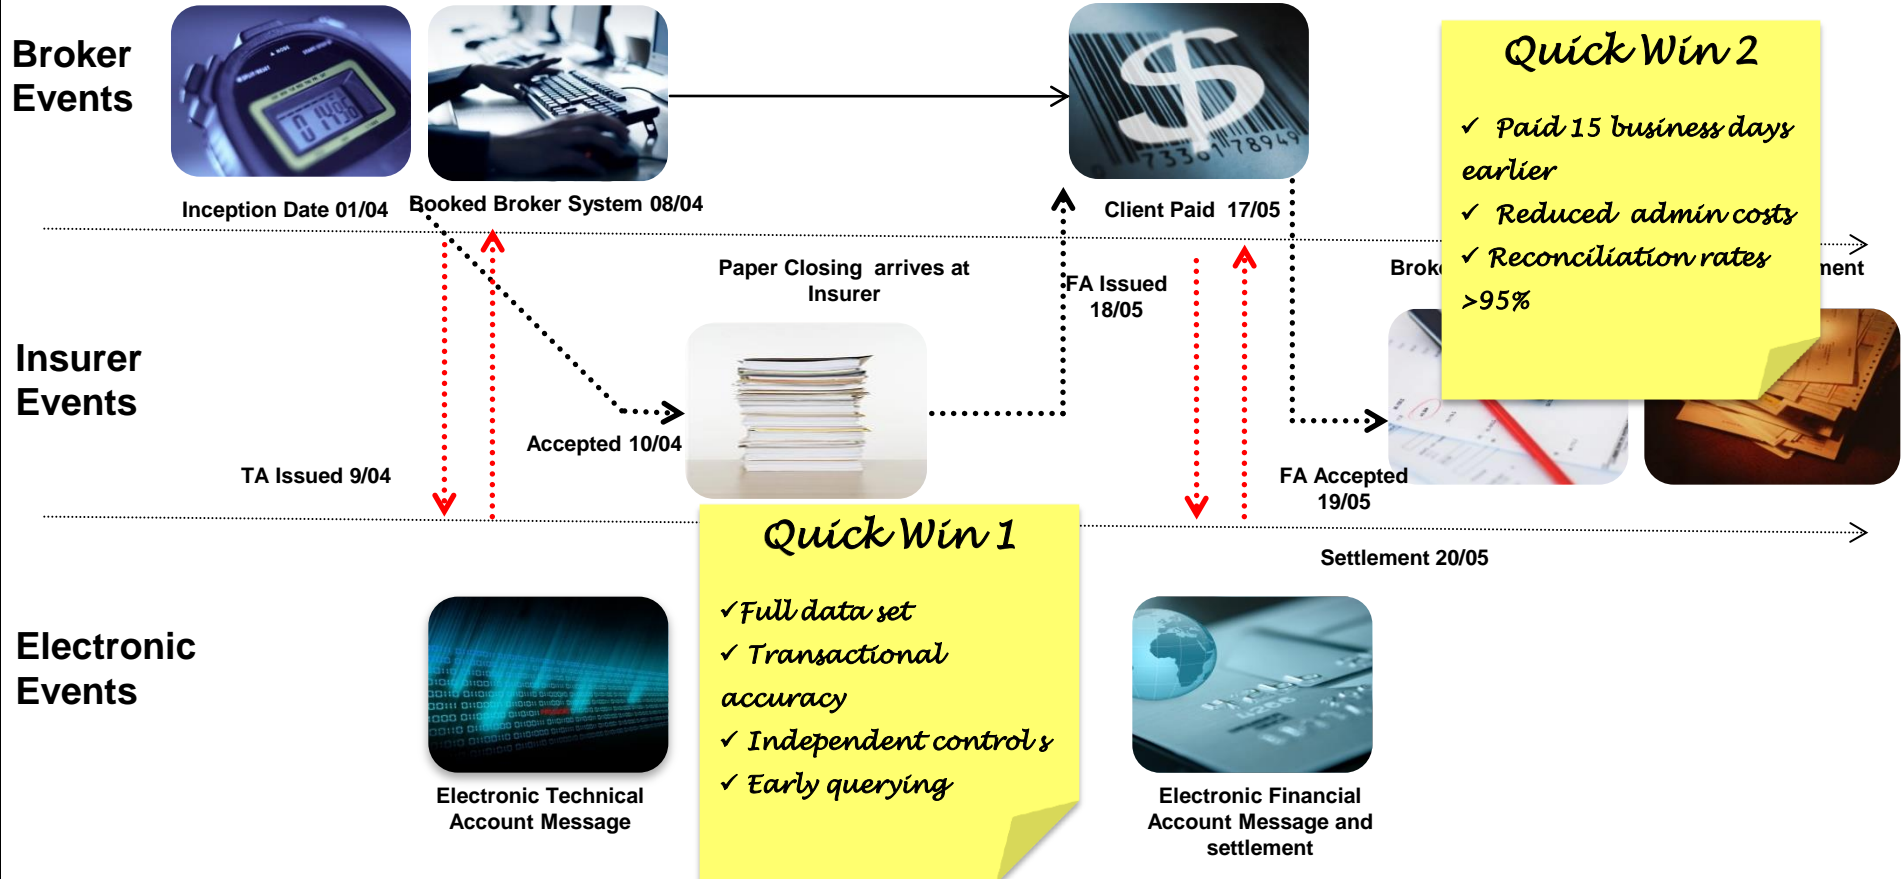 Broker
Events
Inception Date 01/04
Booked Broker System 08/04
73361 78949
Client Paid 17/05
Quick Win 2
✓ Paid 15 business days
earlier
✓ Reduced admin costs
✓ Reconciliation rates
>95%
Paper Closing arrives at
Insurer
FA Issued
18/05
Insurer
Events
Accepted 10/04
TA Issued 9/04
FA Accepted
19/05
Settlement 20/05
Quick Win 1
✓Full data set
✓ Transactional
accuracy
✓ Independent control s
✓ Early querying
Electronic
Events
Electronic Technical
Account Message
Electronic Financial
Account Message and
settlement